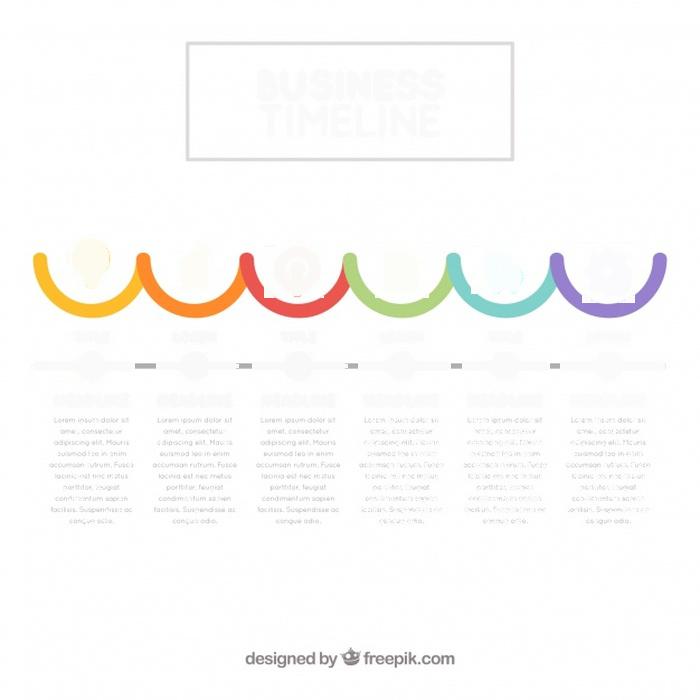 BUSINESS
TIMELINE
TITLE
TITLE
HEADLINE
HEADLINE
HEADLINE
HEADLINE
HEADLINE
Lorem ipsum dolor sit
amet, consectetur
adipiscing elit. Mauris
euismod leo in enim
accumsan rutrum. Fusce
lacinia est nec metus
porttitor, feugiat
condimentum sapien
facilisis. Suspendisse ac
congue odio.
Lorem ipsum dolor sit
amet, consectetur
adipiscing elit. Mauris
euismod leo in enim
accumsan rutrum. Fusce
lacinia est nec metus
porttitor, feugiat
condimentum sapien
facilisis. Suspendisse ac
congue odio.
Lorem ipsum dolor sit
amet, consectetur
adipiscing elit. Mauris
euismod leo in enim
accumsan rutrum. Fusce
lacinia est nec metus
porttitor, feugiat
condimentum sapien
facilisis. Suspendisse ac
congue odio.
Lorem ipsum dolor sit
amet, consectetur
adipiscing elit. Mauris
euismod leo in enim
accumsan rutrum. Fusce
lacinia est nec metus
porttitor, feugiat
condimentum sapien
facilisis. Suspendisse ac
congue odio.
Lorem ipsum dolor sit
amet, consectetur
adipiscing elit. Mauris
euismod leo in enim
accumsan rutrum. Fusce
lacinia est nec metus
porttitor, feugiat
condimentum sapien
facilisis. Suspendisse ac
congue odio.
Lorem ipsum dolor sit
amet, consectetur
adipiscing elit. Mauris
euismod leo in enim
accumsan rutrum. Fusce
lacinia est nec metus
porttitor, feugiat
condimentum sapien
facilisis. Suspendisse ac
congue odio.
designed by freepik.com